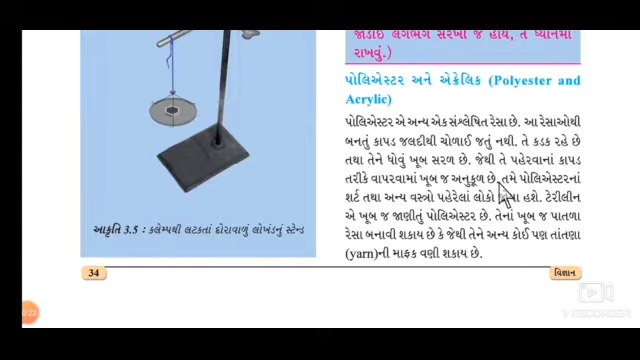 જાડાઈ લગભગ સરખી જ હોય, તે ધ્યાનમાં
રાખવું.)
પોલિએસ્ટર અને એક્રેલિક (Polyester and
Acrylic)
પોલિએસ્ટર એ અન્ય એક સંશ્લેષિત રેસા છે. આ રેસાઓથી
બનતું કાપડ જલદીથી ચોળાઈ જતું નથી. તે કડક રહે છે
તથા તેને ધોવું ખૂબ સરળ છે. જેથી તે પહેરવાનાં કાપડ
તરીકે વાપરવામાં ખૂબ જ અનુકૂળ છે. તમે પોલિએસ્ટરનાં
શર્ટ તથા અન્ય વસ્ત્રો પહેરેલાં લોકો હશે. ટેરીલીન
એ ખૂબ જ જાણીતું પોલિએસ્ટર છે. તેનાં ખૂબ જ પાતળા
રેસા બનાવી શકાય છે કે જેથી તેને અન્ય કોઈ પણ તાંતણા
(yarn)ની માફક વણી શકાય છે.
આકૃતિ 3.5 : ક્લેમ્પથી લટકતાં દોરાવાળું લોખંડનું સ્ટેન્ડ
34
વિજ્ઞાન
0:23